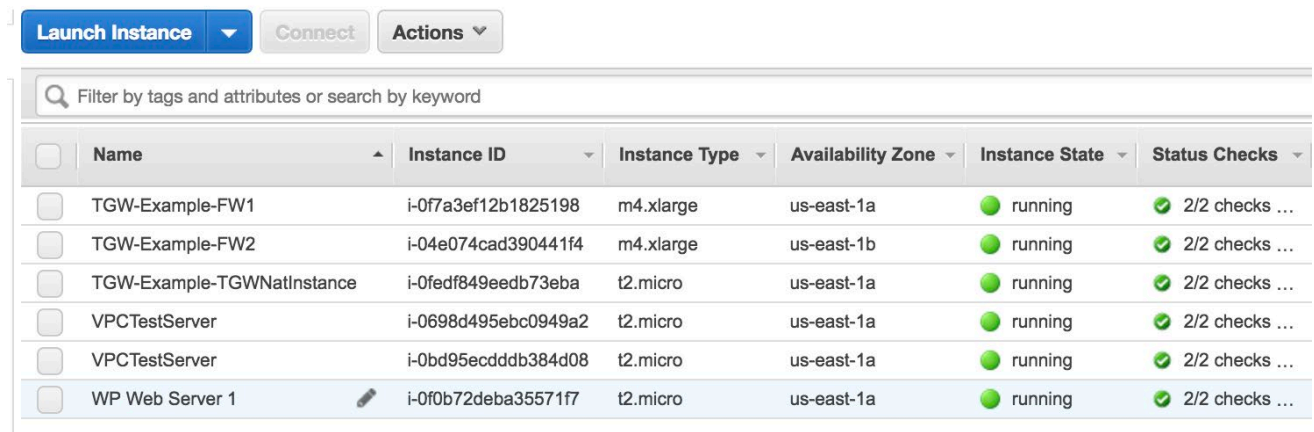 Launch Instance Connect Actions
Filter by tags and attributes or search by keyword
Name Instance ID Instance Type Availability Zone Instance State Status Checks
TGW-Example-FW1 i-0f7a3ef12b1825198 m4.xlarge us-east-1a running 2/2 checks ...
TGW-Example-FW2 i-04e074cad390441f4 m4.xlarge us-east-1b running 2/2 checks ...
TGW-Example-TGWNatInstance i-0fedf849eedb73eba t2.micro us-east-1a running 2/2 checks ...
VPCTestServer i-0698d495ebc0949a2 t2.micro us-east-1a running 2/2 checks ...
VPCTestServer i-0bd95ecdddb384d08 t2.micro us-east-1a running 2/2 checks ...
WP Web Server 1 i-0f0b72deba35571f7 t2.micro us-east-1a running 2/2 checks ...